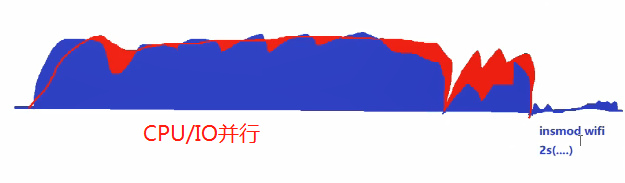 CPU/IO并行
insmod wifi
2s(....)